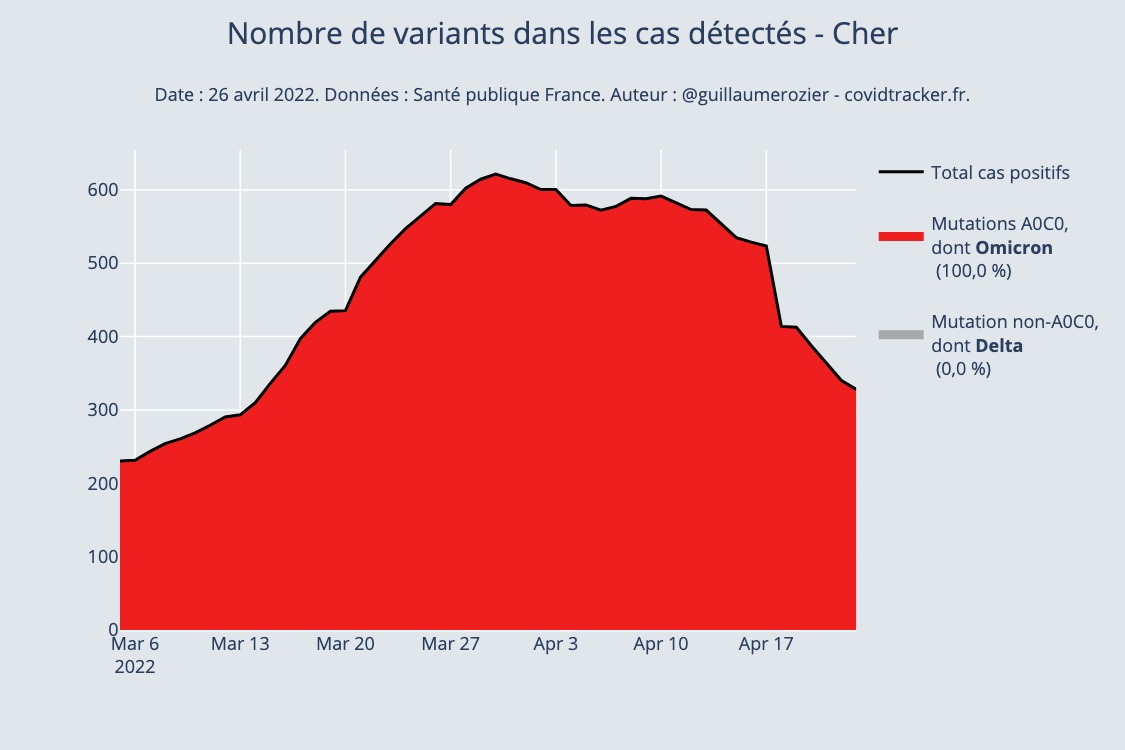 Nombre de variants dans les cas détectés - Cher
Date : 26 avril 2022. Données : Santé publique France. Auteur : @guillaumerozier - covidtracker.fr.
600
500
400
300
200
100
0
Mar 6
2022
Mar 13
Mar 20
Mar 27
Apr 3
Apr 10
Apr 17
Total cas positifs
Mutations A0C0,
dont Omicron
(100,0 %)
Mutation non-A0C0,
dont Delta
(0,0 %)